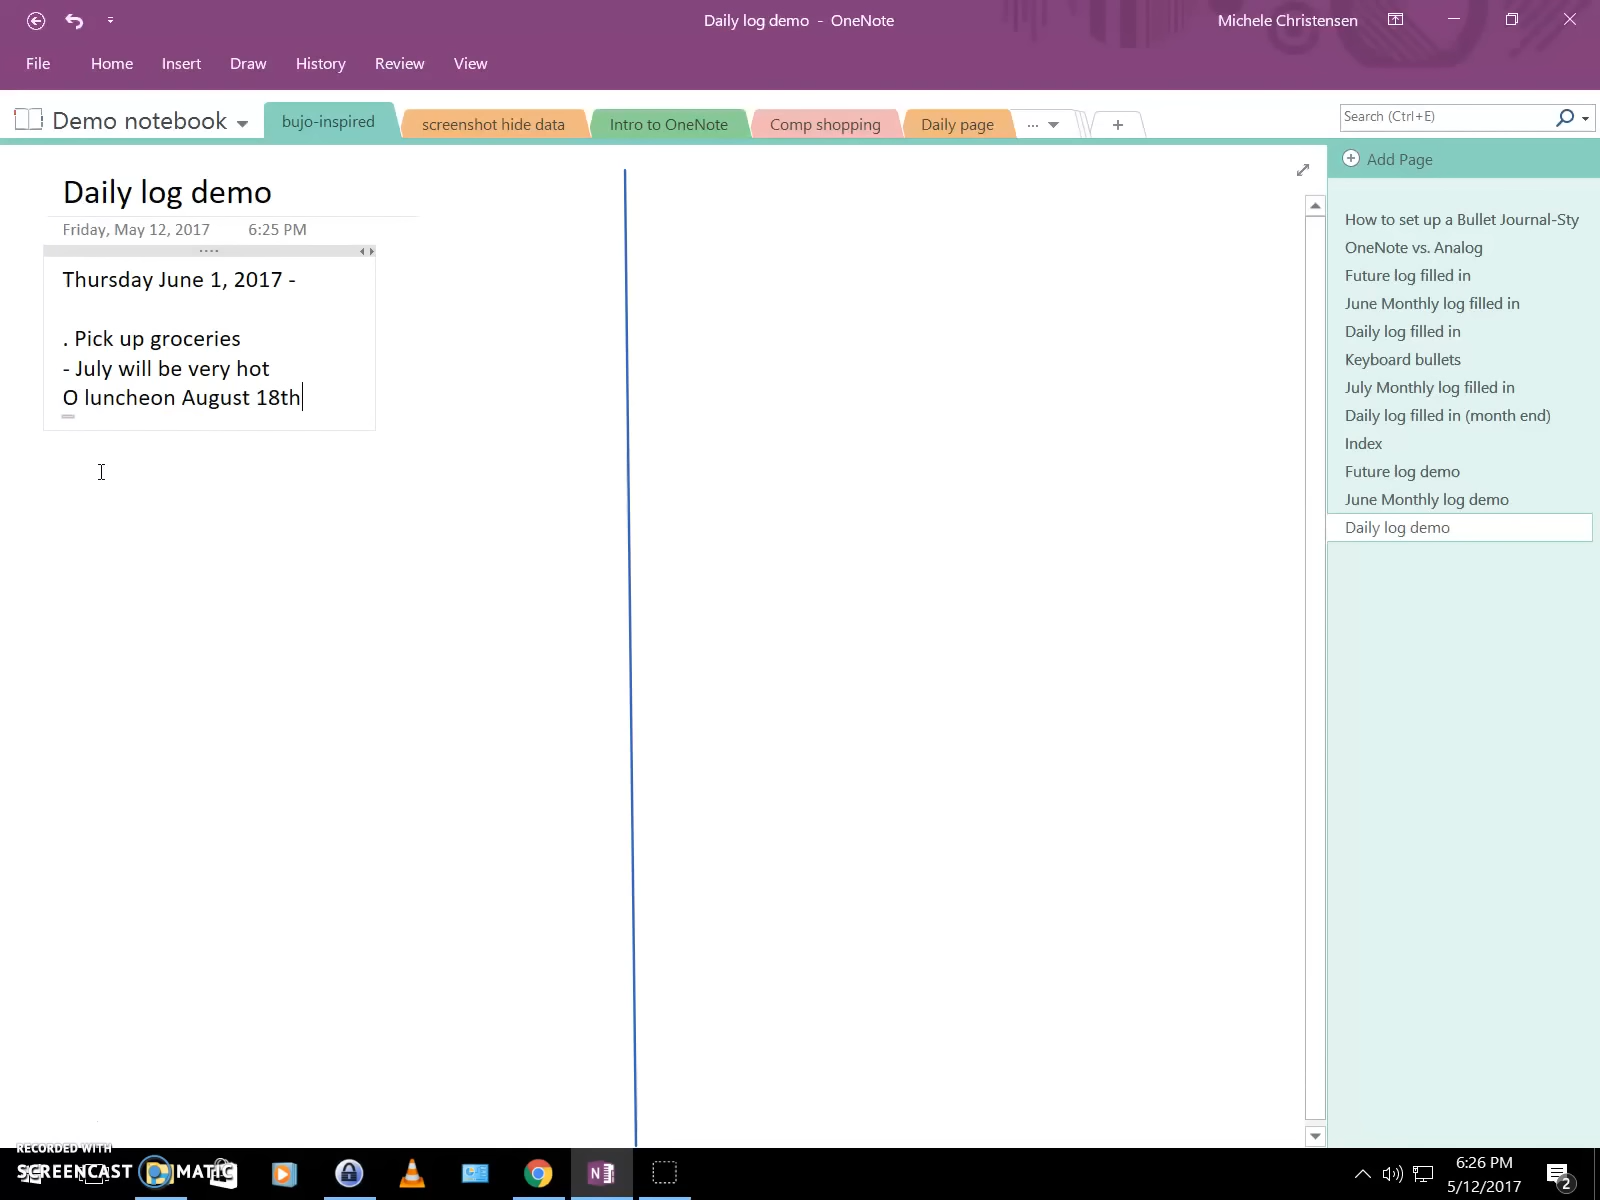 Daily log demo - OneNote
Michele Christensen
File Home Insert Draw History Review View
Demo notebook
bujo-inspired
screenshot hide data
Intro to OneNote
Comp shopping
Daily page
...
+
Search (Ctrl+E)
Add Page
Daily log demo
Friday, May 12, 2017 6:25 PM
Thursday June 1, 2017 -
. Pick up groceries
- July will be very hot
O luncheon August 18th
How to set up a Bullet Journal-Sty
OneNote vs. Analog
Future log filled in
June Monthly log filled in
Daily log filled in
Keyboard bullets
July Monthly log filled in
Daily log filled in (month end)
Index
Future log demo
June Monthly log demo
Daily log demo
RECORDED WITH
SCREENCAST MATIC
N
6:26 PM
5/12/2017
2